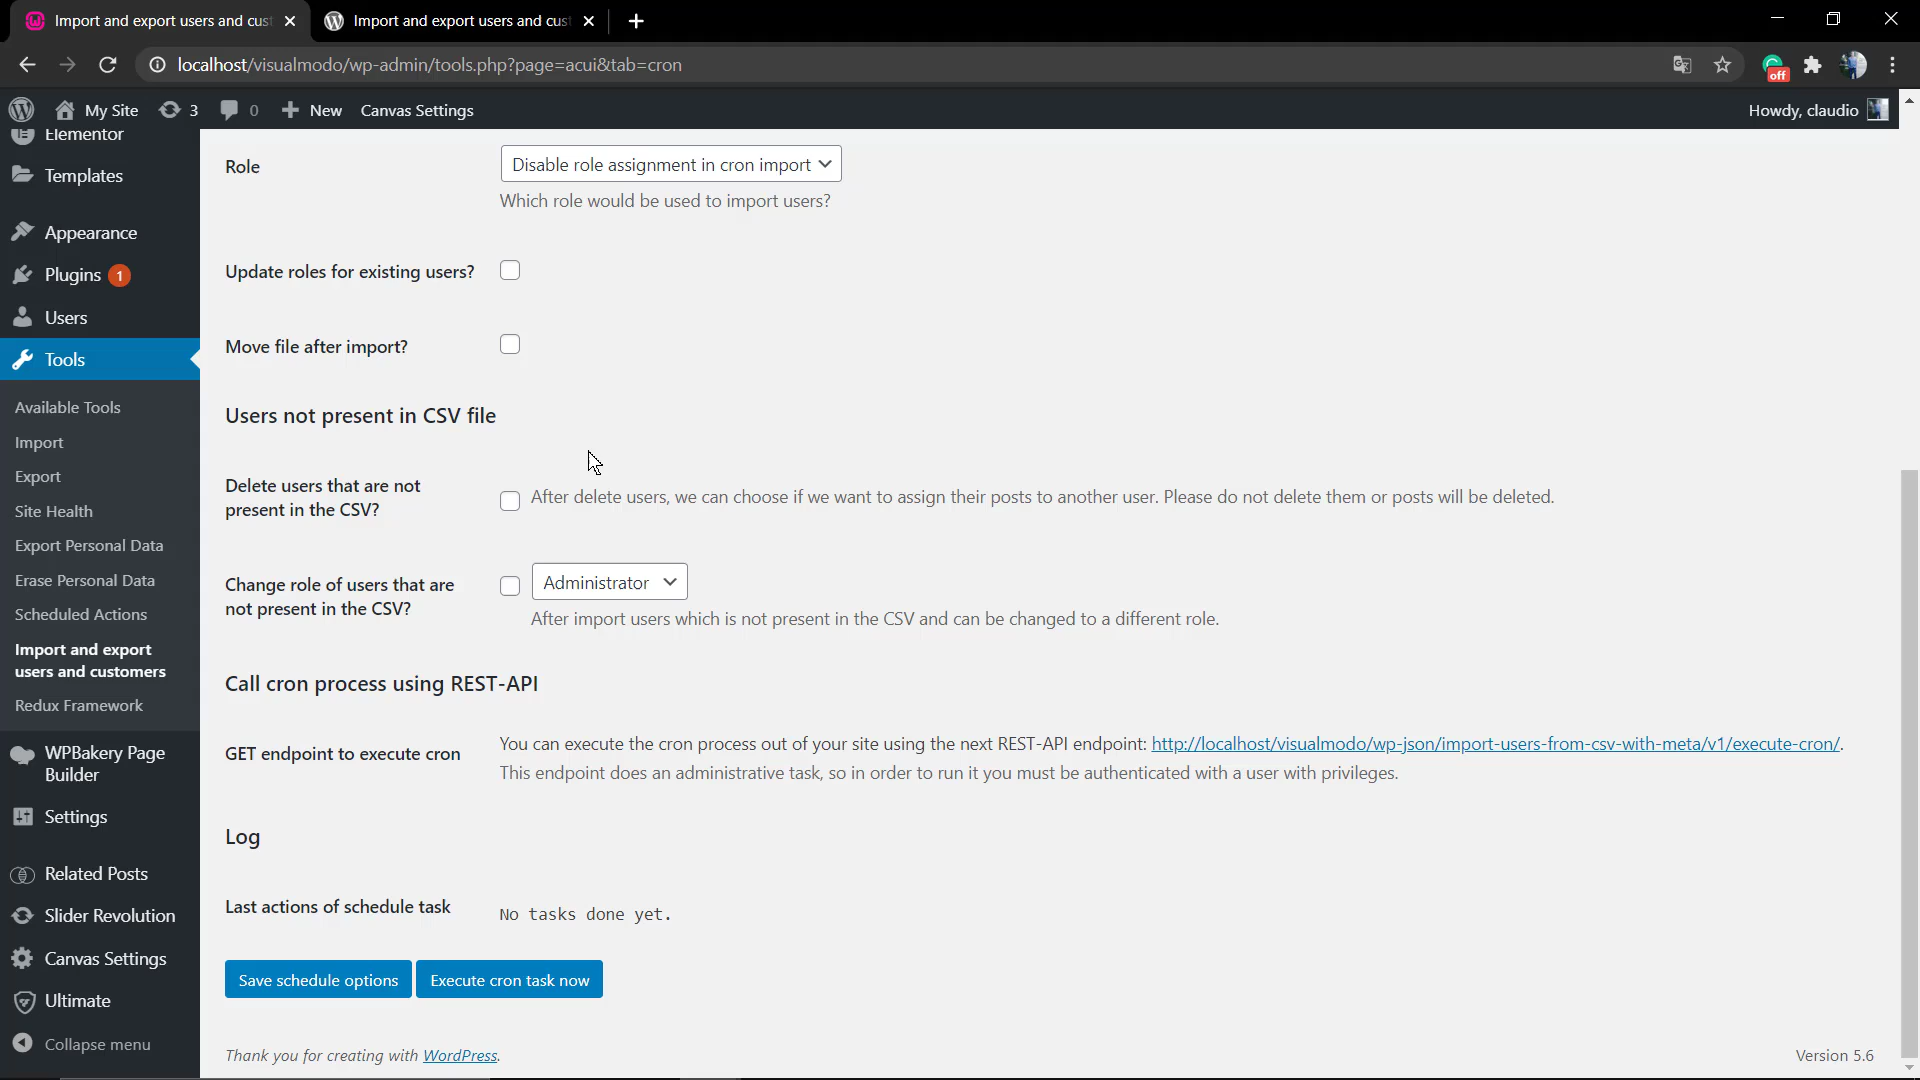 Import and export users and cust
Import and export users and cust
localhost/visualmodo/wp-admin/tools.php?page=acui&tab=cron
off
My Site
3
0
New
Canvas Settings
Howdy, claudio
Elementor
Templates
Appearance
Plugins 1
Users
Tools
Available Tools
Import
Export
Site Health
Export Personal Data
Erase Personal Data
Scheduled Actions
Import and export
users and customers
Redux Framework
WPBakery Page
Builder
Settings
Related Posts
Slider Revolution
Canvas Settings
Ultimate
Collapse menu
Role
Disable role assignment in cron import
Which role would be used to import users?
Update roles for existing users?
Move file after import?
Users not present in CSV file
Delete users that are not
present in the CSV?
After delete users, we can choose if we want to assign their posts to another user. Please do not delete them or posts will be deleted.
Change role of users that are
not present in the CSV?
Administrator
After import users which is not present in the CSV and can be changed to a different role.
Call cron process using REST-API
GET endpoint to execute cron
You can execute the cron process out of your site using the next REST-API endpoint: http://localhost/visualmodo/wp-json/import-users-from-csv-with-meta/v1/execute-cron/.
This endpoint does an administrative task, so in order to run it you must be authenticated with a user with privileges.
Log
Last actions of schedule task
No tasks done yet.
Save schedule options
Execute cron task now
Thank you for creating with WordPress.
Version 5.6